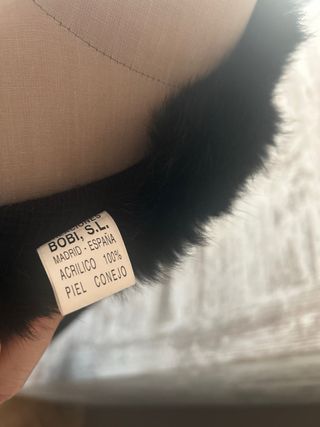 BOBI, S.L.
MADRID - ESPAÑA
ACRILICO 100%
PIEL CONEJO